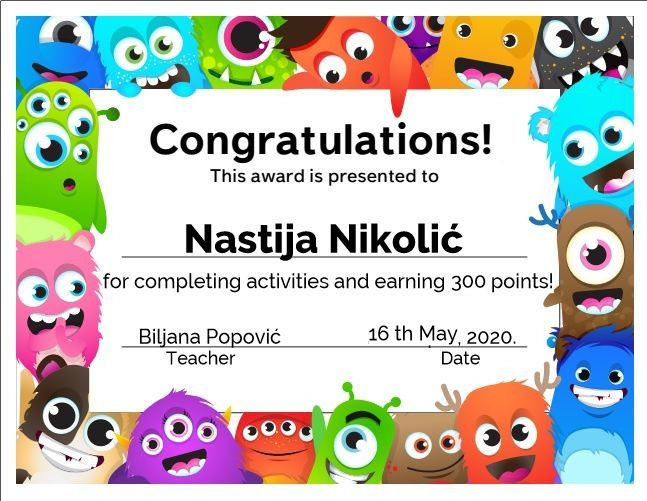 Congratulations!
This award is presented to
Nastija Nikolić
for completing activities and earning 300 points!
Biljana Popović 16 th May, 2020.
Teacher Date